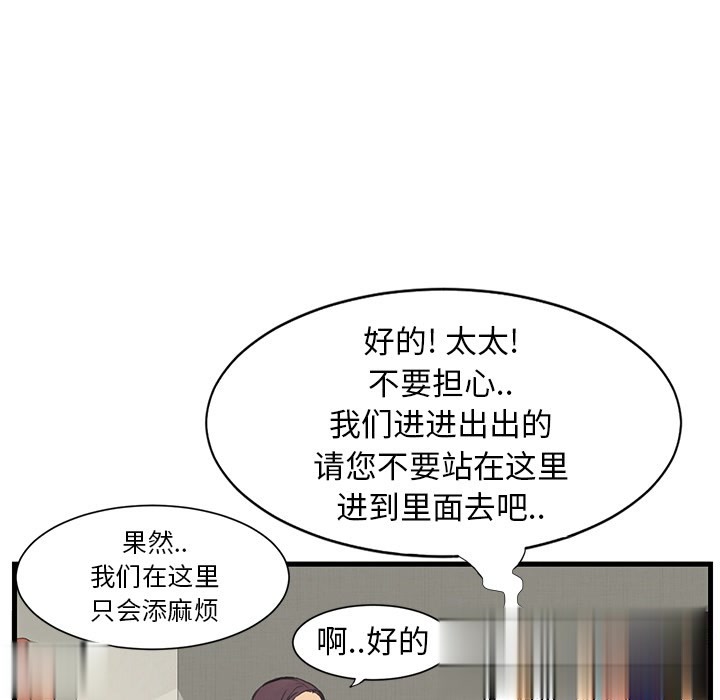 好的! 太太!
不要担心..
我们进进出出的
请您不要站在这里
进到里面去吧..
果然..
我们在这里
只会添麻烦
啊..好的